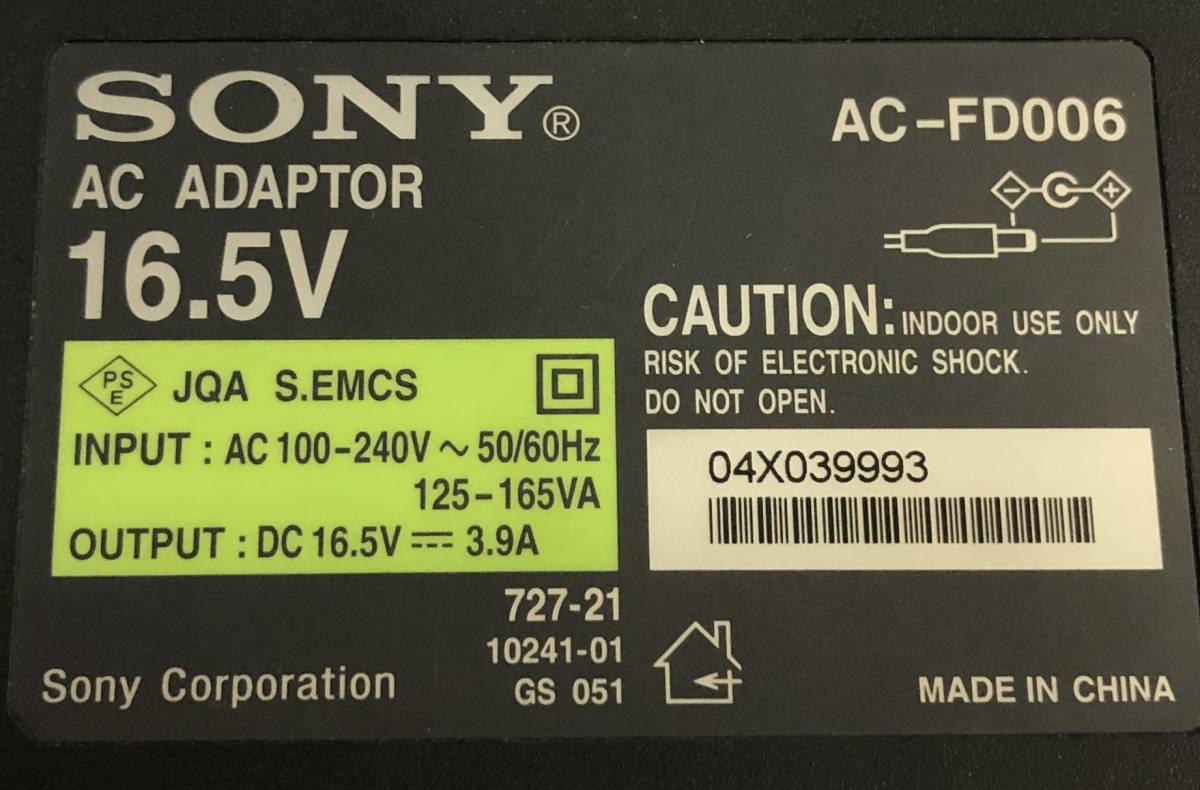 SONY®
AC ADAPTOR
16.5V
AC-FD006
CAUTION: INDOOR USE ONLY
RISK OF ELECTRONIC SHOCK.
DO NOT OPEN.
PS
E
JQA S.EMCS
INPUT : AC 100-240V ~ 50/60Hz
125-165VA
OUTPUT : DC 16.5V ⎓ 3.9A
04X039993
727-21
10241-01
GS 051
Sony Corporation
MADE IN CHINA